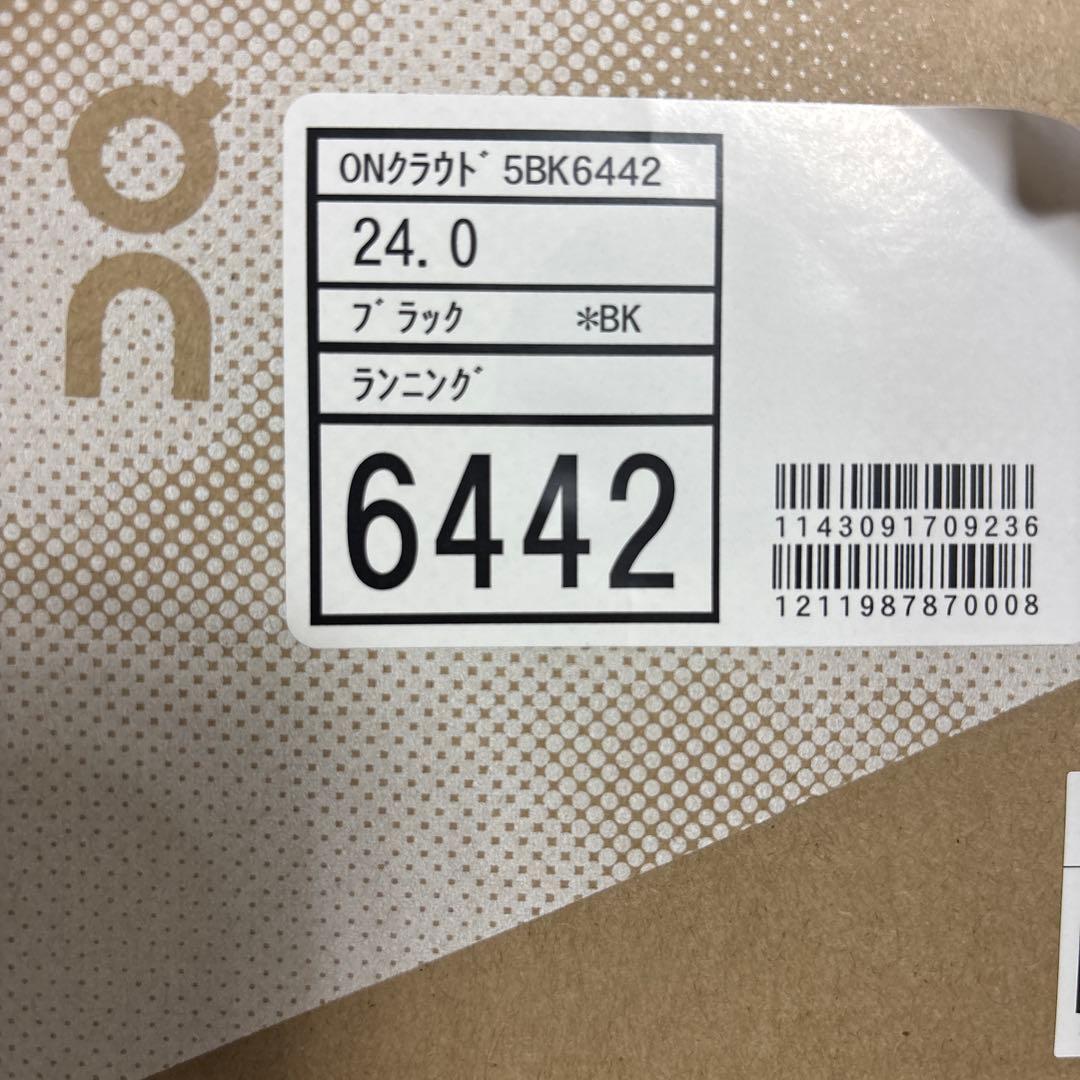 on
ONｸﾗｳﾄﾞ 5BK6442
24.0
ﾌﾞﾗｯｸ *BK
ﾗﾝﾆﾝｸﾞ
6442
1143091709236
1211987870008